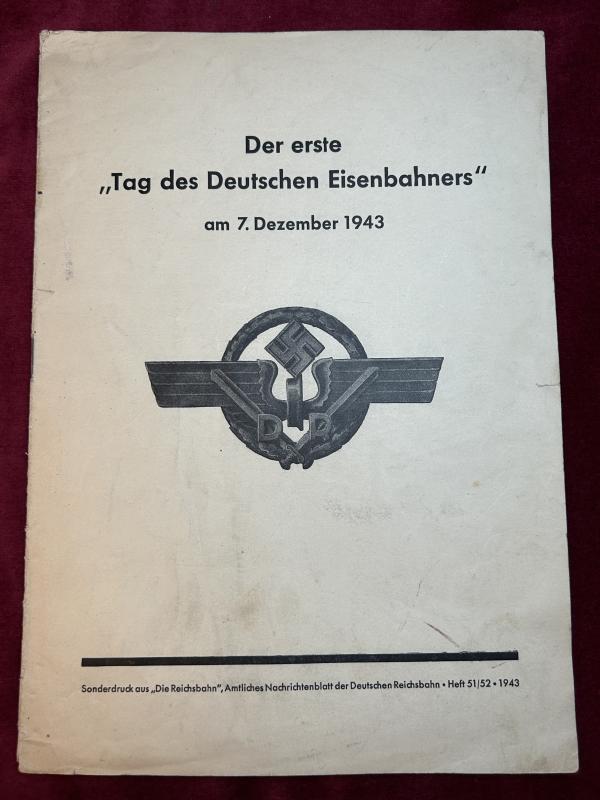 Der erste
„Tag des Deutschen Eisenbahners“
am 7. Dezember 1943
D R
Sonderdruck aus „Die Reichsbahn“, Amtliches Nachrichtenblatt der Deutschen Reichsbahn • Heft 51/52 • 1943